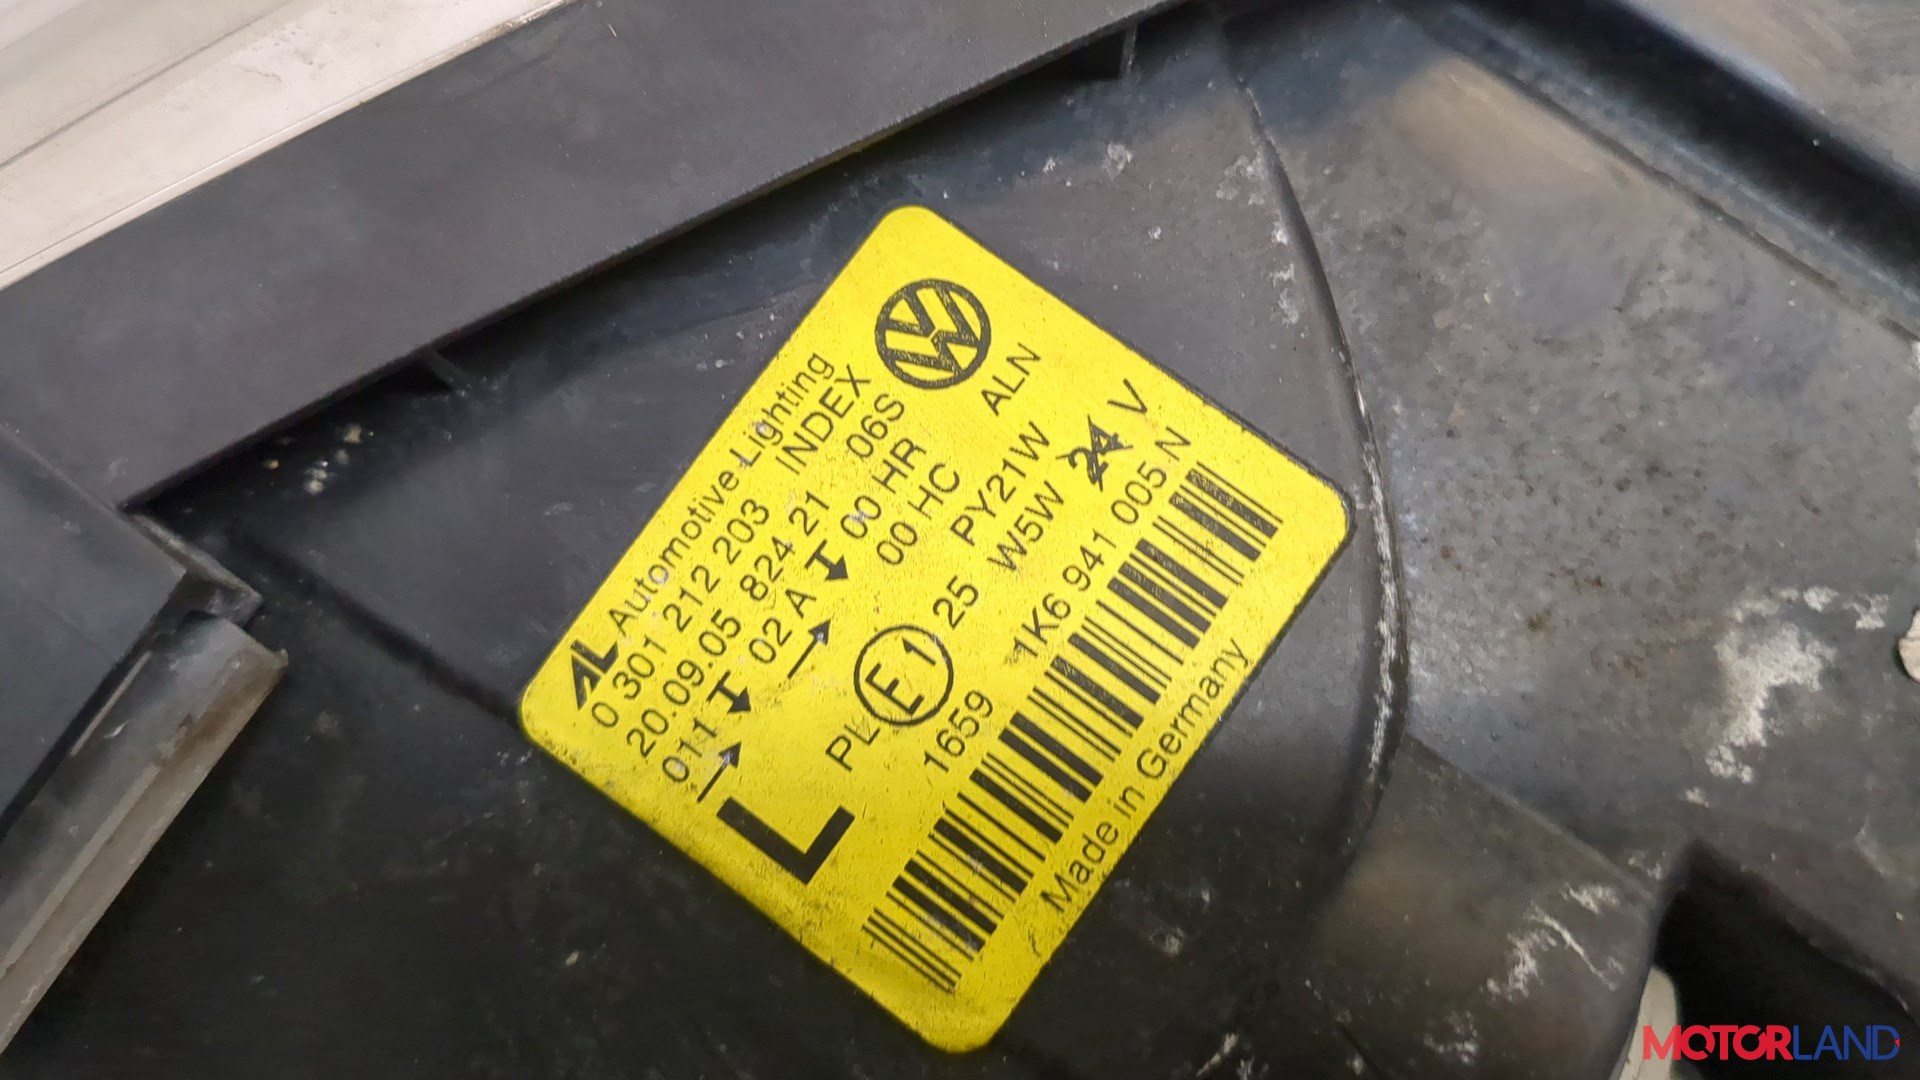 AL Automotive Lighting
0 301 212 203 INDEX
20.09.05 824 21 06S
011 02 A 00 HR
00 HC ALN
L
PL E1 25 PY21W
W5W 24 V
1659 1K6 941 005 N
Made in Germany
MOTORLAND